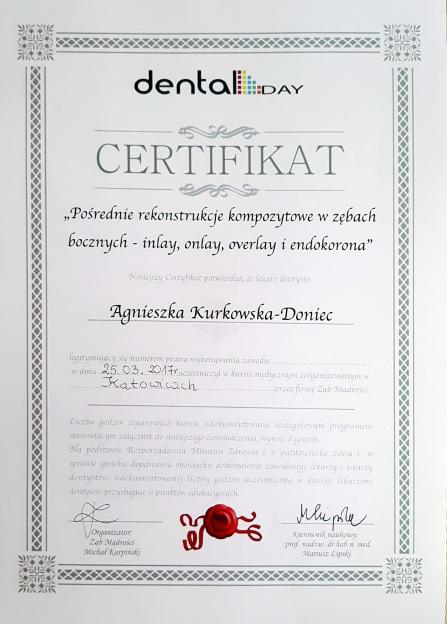 dental DAY
CERTIFIKAT
„Pośrednie rekonstrukcje kompozytowe w zębach
bocznych - inlay, onlay, overlay i endokorona”
Niniejszy Certyfikat potwierdza, że lekarz dentysta
Agnieszka Kurkowska-Doniec
legitymujący się numerem prawa wykonywania zawodu:
w dniu 25.03.2017r. uczestniczył w kursie medycznym zorganizowanym w
Katowicach przez firmę Ząb Mądrości.
Liczba godzin zegarowych kursu, udokumentowana szczegółowym programem
stanowiącym załącznik do niniejszego zaświadczenia, wynosi 8 godzin.
Na podstawie Rozporządzenia Ministra Zdrowia z 6 października 2004 r. w
sprawie sposobu dopełnienia obowiązku doskonalenia zawodowego lekarzy i lekarzy
dentystów, udokumentowanej liczby godzin uczestnictwa w kursie, lekarzowi
dentyście przysługuje 6 punktów edukacyjnych.
Organizator:
Ząb Mądrości
Michał Karpiński
Kierownik naukowy:
prof. nadzw. dr hab n. med.
Mariusz Lipski